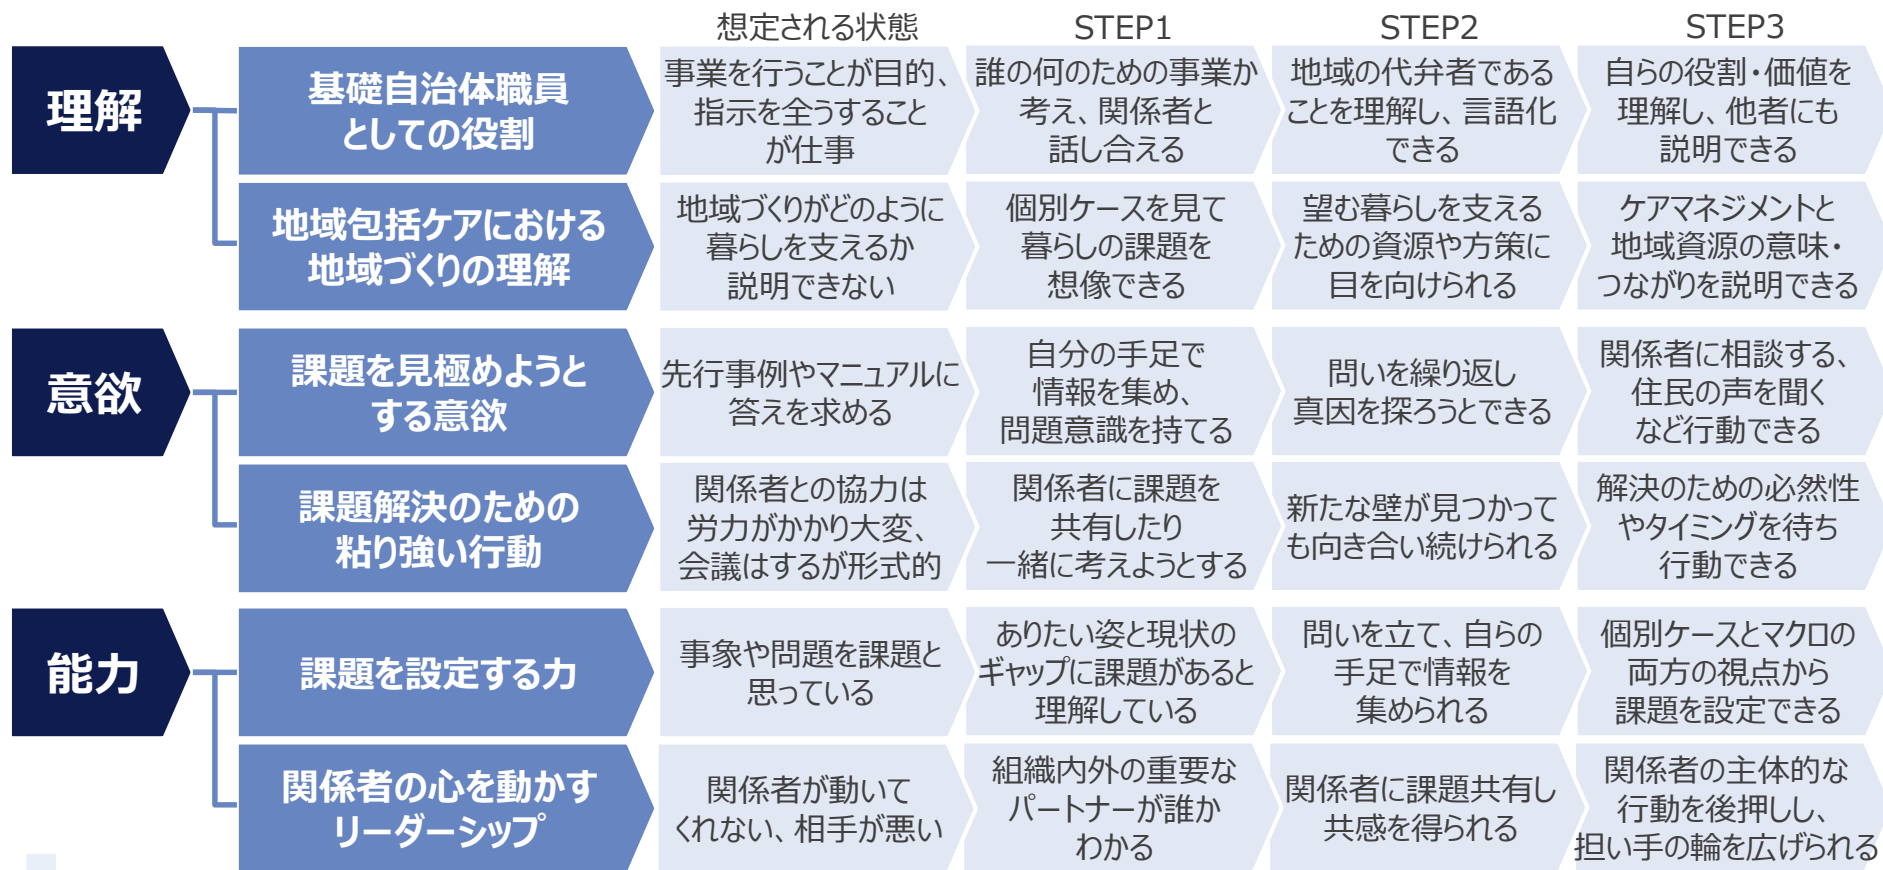 想定される状態
STEP1
STEP2
STEP3
理解
基礎自治体職員
としての役割
事業を行うことが目的、
指示を全うすること
が仕事
誰の何のための事業か
考え、関係者と
話し合える
地域の代弁者である
ことを理解し、言語化
できる
自らの役割・価値を
理解し、他者にも
説明できる
地域包括ケアにおける
地域づくりの理解
地域づくりがどのように
暮らしを支えるか
説明できない
個別ケースを見て
暮らしの課題を
想像できる
望む暮らしを支える
ための資源や方策に
目を向けられる
ケアマネジメントと
地域資源の意味・
つながりを説明できる
意欲
課題を見極めようと
する意欲
先行事例やマニュアルに
答えを求める
自分の手足で
情報を集め、
問題意識を持てる
問いを繰り返し
真因を探ろうとできる
関係者に相談する、
住民の声を聞く
など行動できる
課題解決のための
粘り強い行動
関係者との協力は
労力がかかり大変、
会議はするが形式的
関係者に課題を
共有したり
一緒に考えようとする
新たな壁が見つかって
も向き合い続けられる
解決のための必然性
やタイミングを待ち
行動できる
能力
課題を設定する力
事象や問題を課題と
思っている
ありたい姿と現状の
ギャップに課題があると
理解している
問いを立て、自らの
手足で情報を
集められる
個別ケースとマクロの
両方の視点から
課題を設定できる
関係者の心を動かす
リーダーシップ
関係者が動いて
くれない、相手が悪い
組織内外の重要な
パートナーが誰か
わかる
関係者に課題共有し
共感を得られる
関係者の主体的な
行動を後押しし、
担い手の輪を広げられる